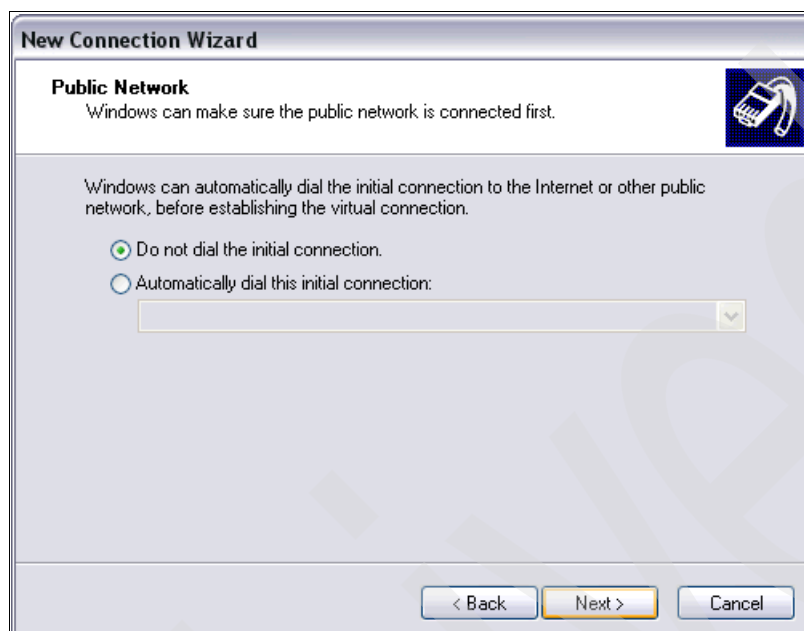 New Connection Wizard
Public Network
Windows can make sure the public network is connected first.
Windows can automatically dial the initial connection to the Internet or other public
network, before establishing the virtual connection.
Do not dial the initial connection.
Automatically dial this initial connection:
< Back Next > Cancel